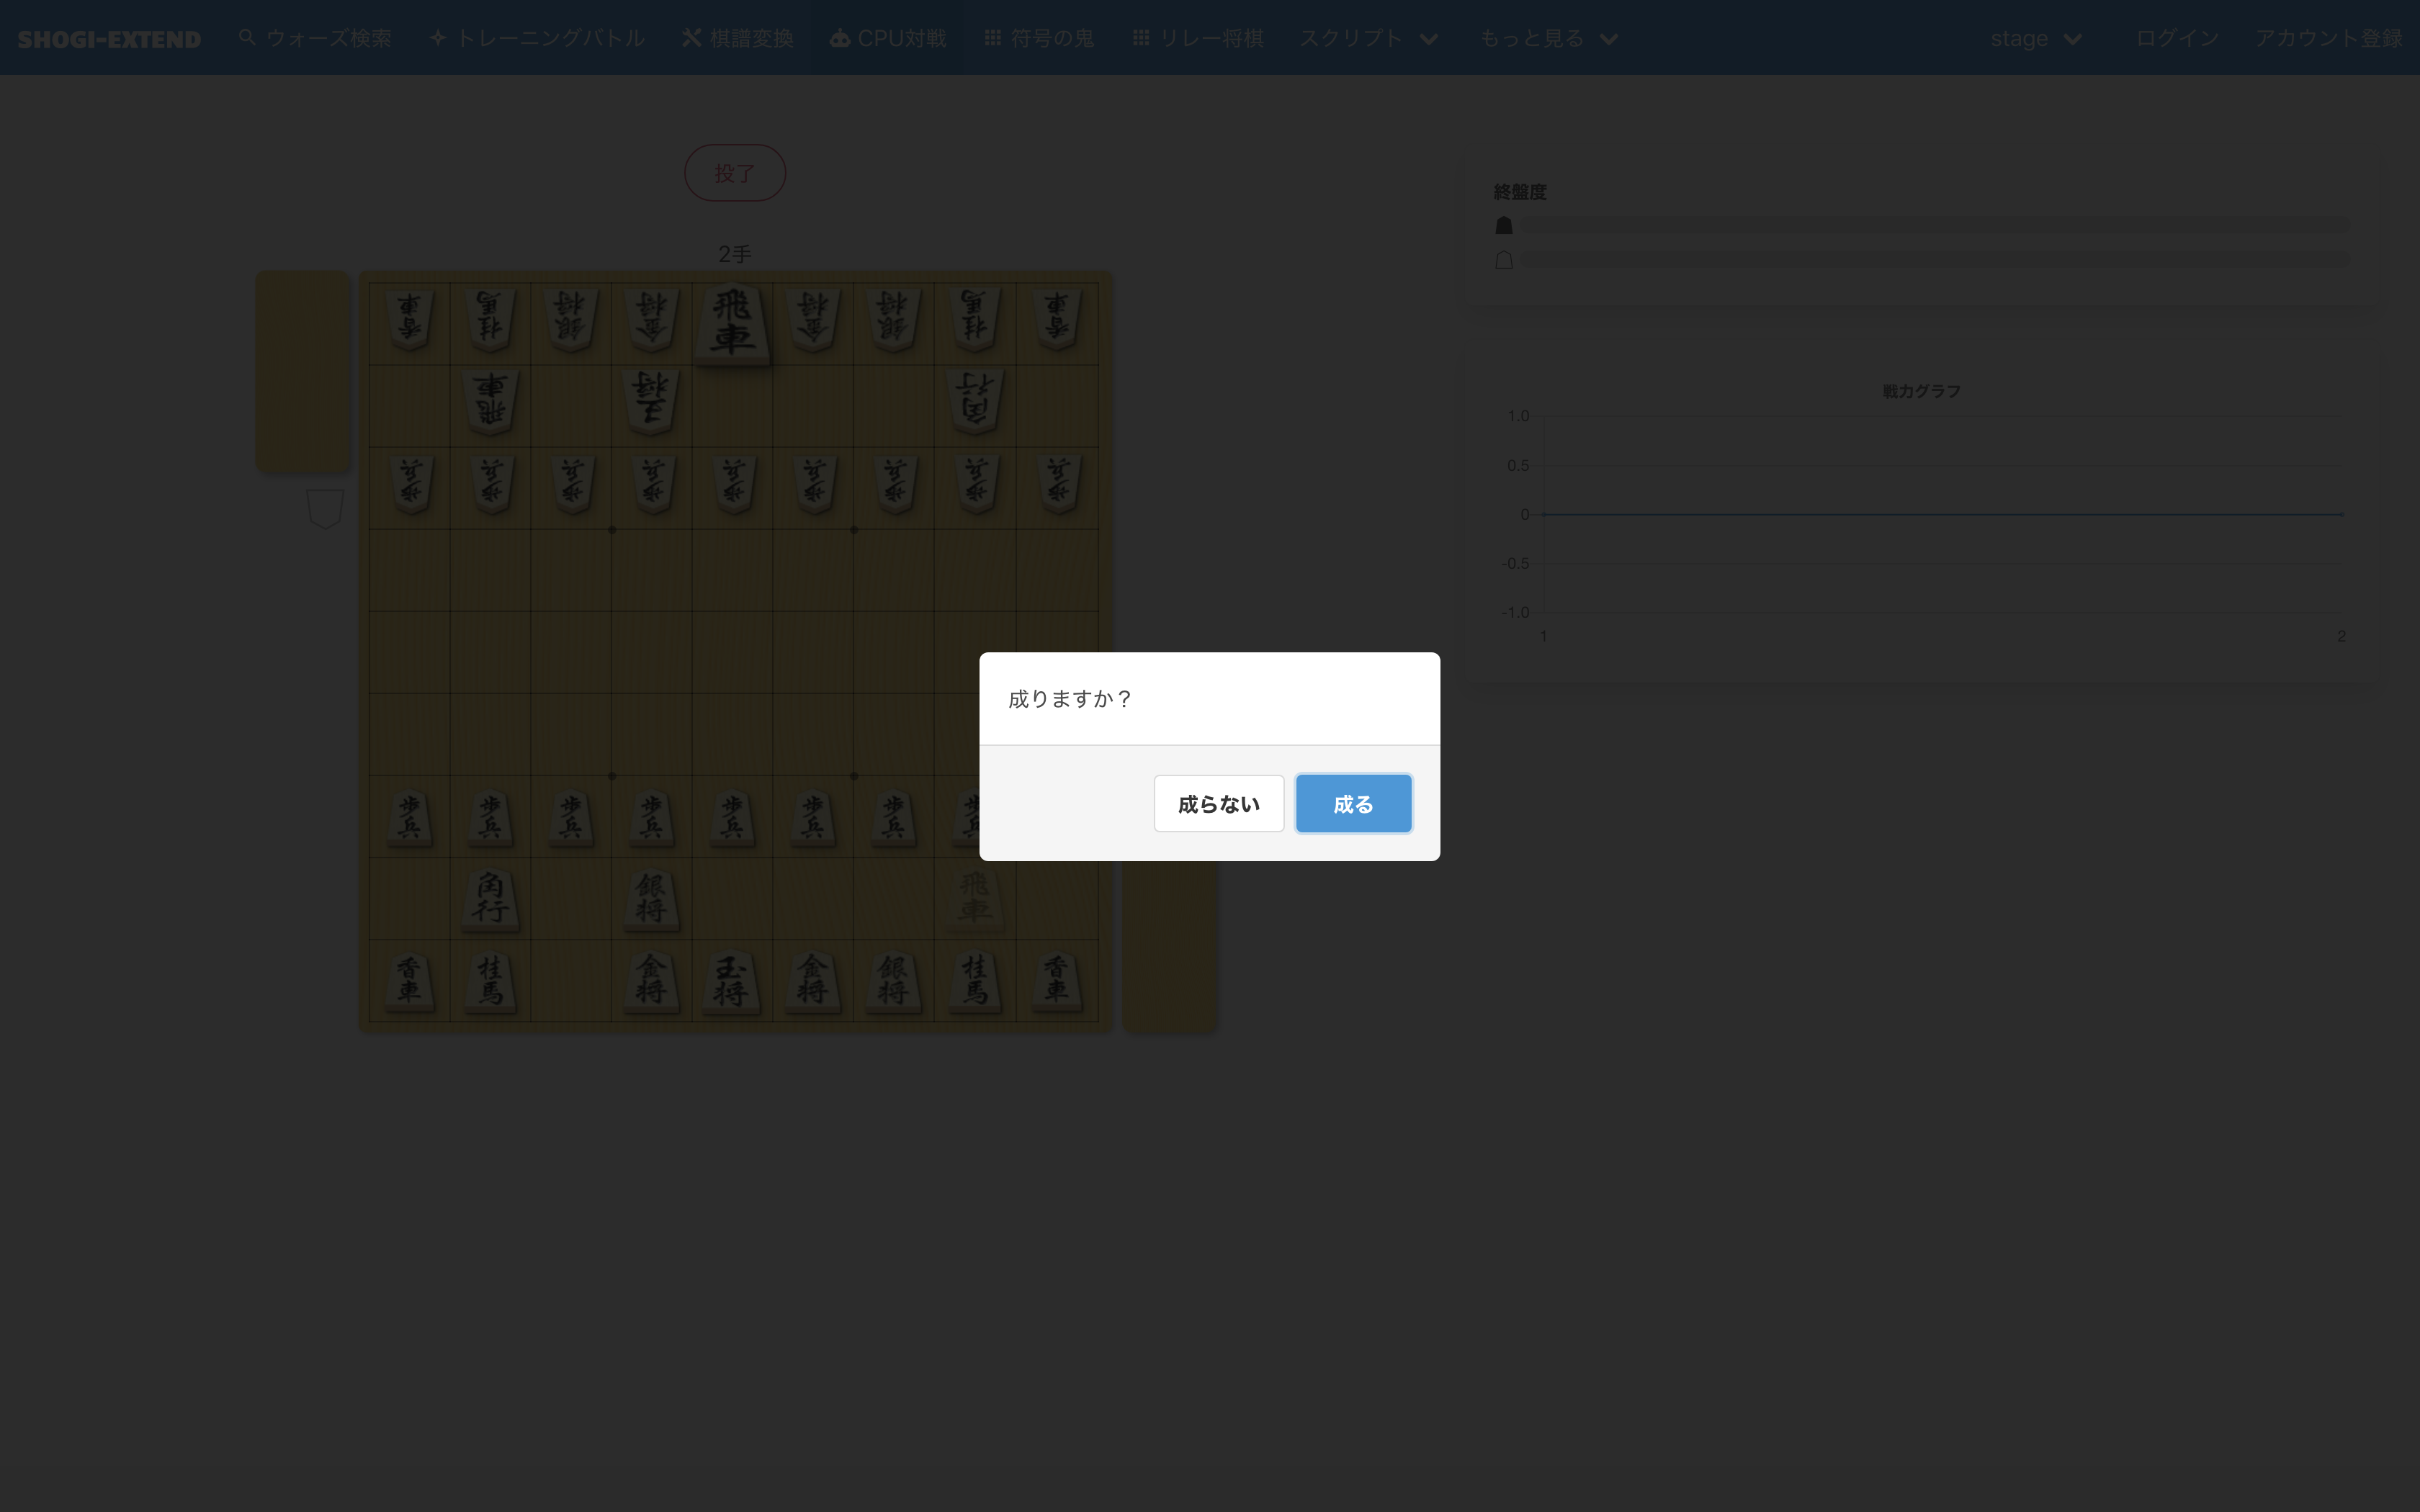 SHOGI-EXTEND ウォーズ検索 トレーニングバトル 棋譜変換 CPU対戦 符号の鬼 リレー将棋 スクリプト もっと見る stage ログイン アカウント登録
投了
2手
終盤度
戦力グラフ
1.0
0.5
0
-0.5
-1.0
1 2
香車 桂馬 銀将 金将 飛車 金将 銀将 桂馬 香車
飛車 王将 角行
歩兵 歩兵 歩兵 歩兵 歩兵 歩兵 歩兵 歩兵 歩兵
成りますか？
成らない 成る
歩兵 歩兵 歩兵 歩兵 歩兵 歩兵 歩兵 歩兵
角行 銀将 飛車
香車 桂馬 金将 玉将 金将 銀将 桂馬 香車